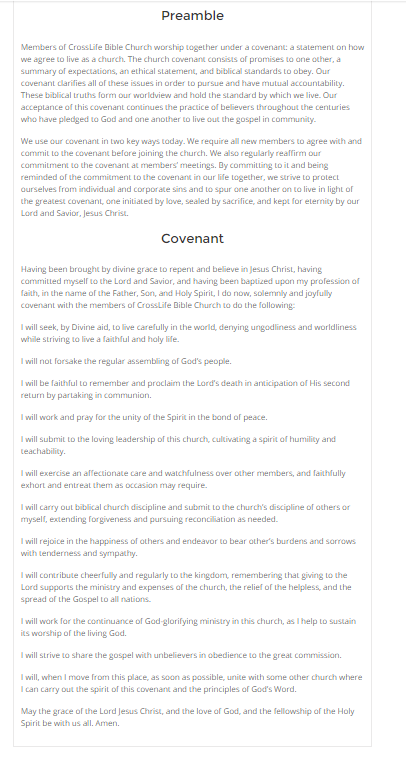 Preamble
Members of CrossLife Bible Church worship together under a covenant: a statement on how
we agree to live as a church. The church covenant consists of promises to one other, a
summary of expectations, an ethical statement, and biblical standards to obey. Our
covenant clarifies all of these issues in order to pursue and have mutual accountability.
These biblical truths form our worldview and hold the standard by which we live. Our
acceptance of this covenant continues the practice of believers throughout the centuries
who have pledged to God and one another to live out the gospel in community.
We use our covenant in two key ways today. We require all new members to agree with and
commit to the covenant before joining the church. We also regularly reaffirm our
commitment to the covenant at members' meetings. By committing to it and being
reminded of the commitment to the covenant in our life together, we strive to protect
ourselves from individual and corporate sins and to spur one another on to live in light of
the greatest covenant, one initiated by love, sealed by sacrifice, and kept for eternity by our
Lord and Savior, Jesus Christ.
Covenant
Having been brought by divine grace to repent and believe in Jesus Christ, having
committed myself to the Lord and Savior, and having been baptized upon my profession of
faith, in the name of the Father, Son, and Holy Spirit, I do now, solemnly and joyfully
covenant with the members of CrossLife Bible Church to do the following:
I will seek, by Divine aid, to live carefully in the world, denying ungodliness and worldliness
while striving to live a faithful and holy life.
I will not forsake the regular assembling of God's people.
I will be faithful to remember and proclaim the Lord's death in anticipation of His second
return by partaking in communion.
I will work and pray for the unity of the Spirit in the bond of peace.
I will submit to the loving leadership of this church, cultivating a spirit of humility and
teachability.
I will exercise an affectionate care and watchfulness over other members, and faithfully
exhort and entreat them as occasion may require.
I will carry out biblical church discipline and submit to the church's discipline of others or
myself, extending forgiveness and pursuing reconciliation as needed.
I will rejoice in the happiness of others and endeavor to bear other's burdens and sorrows
with tenderness and sympathy.
I will contribute cheerfully and regularly to the kingdom, remembering that giving to the
Lord supports the ministry and expenses of the church, the relief of the helpless, and the
spread of the Gospel to all nations.
I will work for the continuance of God-glorifying ministry in this church, as I help to sustain
its worship of the living God.
I will strive to share the gospel with unbelievers in obedience to the great commission.
I will, when I move from this place, as soon as possible, unite with some other church where
I can carry out the spirit of this covenant and the principles of God's Word.
May the grace of the Lord Jesus Christ, and the love of God, and the fellowship of the Holy
Spirit be with us all. Amen.